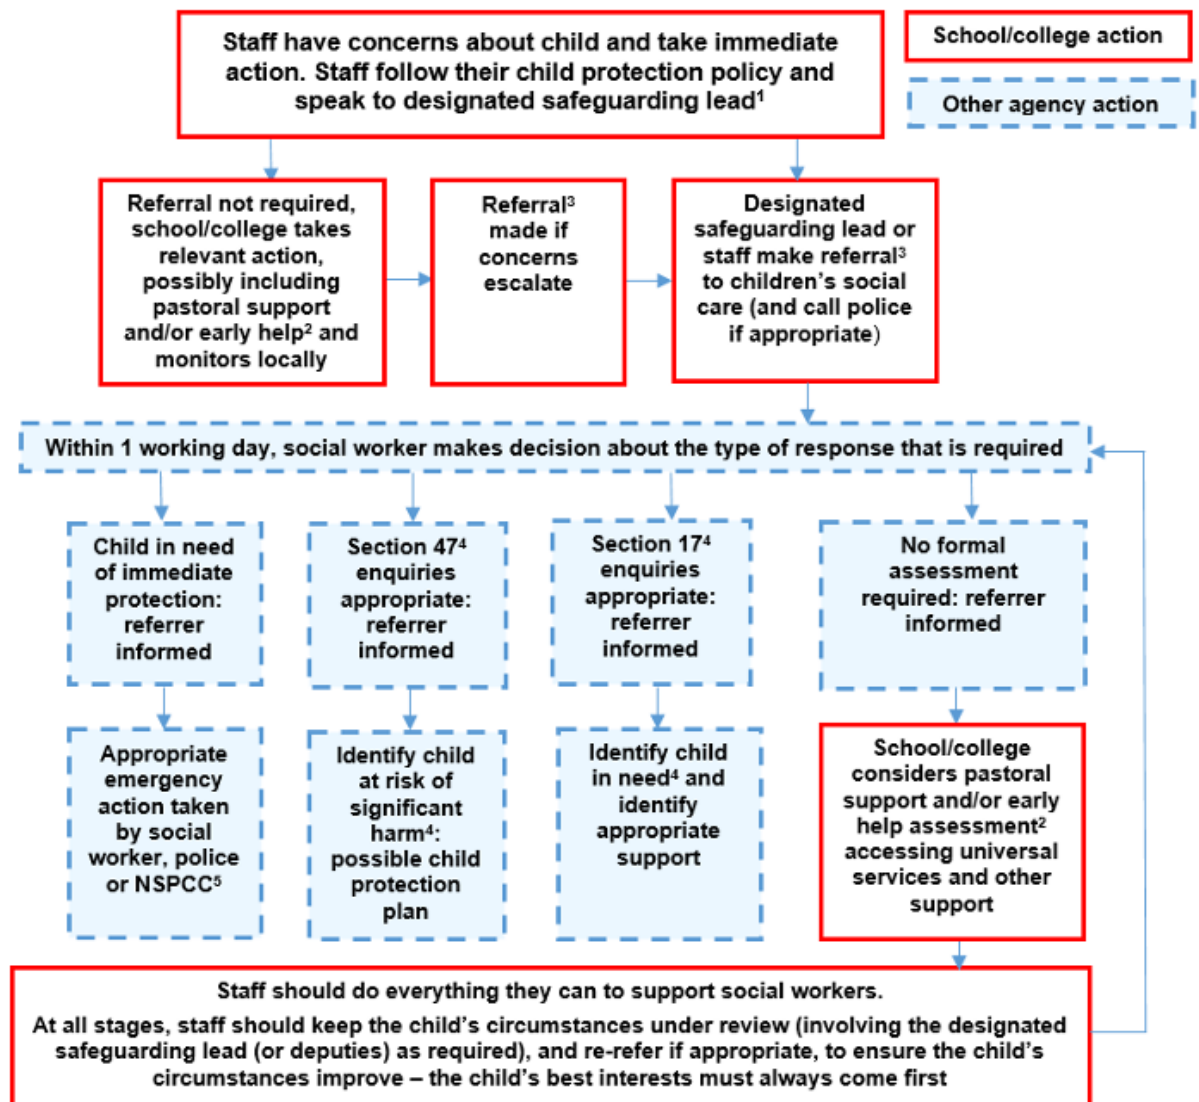 Staff have concerns about child and take immediate
action. Staff follow their child protection policy and
speak to designated safeguarding lead¹
School/college action
Other agency action
Referral not required,
school/college takes
relevant action,
possibly including
pastoral support
and/or early help² and
monitors locally
Referral³
made if
concerns
escalate
Designated
safeguarding lead or
staff make referral³
to children’s social
care (and call police
if appropriate)
Within 1 working day, social worker makes decision about the type of response that is required
Child in need
of immediate
protection:
referrer
informed
Section 47⁴
enquiries
appropriate:
referrer
informed
Section 17⁴
enquiries
appropriate:
referrer
informed
No formal
assessment
required: referrer
informed
Appropriate
emergency
action taken
by social
worker, police
or NSPCC⁵
Identify child
at risk of
significant
harm⁴:
possible child
protection
plan
Identify child
in need⁴ and
identify
appropriate
support
School/college
considers pastoral
support and/or early
help assessment²
accessing universal
services and other
support
Staff should do everything they can to support social workers.
At all stages, staff should keep the child’s circumstances under review (involving the designated
safeguarding lead (or deputies) as required), and re-refer if appropriate, to ensure the child’s
circumstances improve – the child’s best interests must always come first